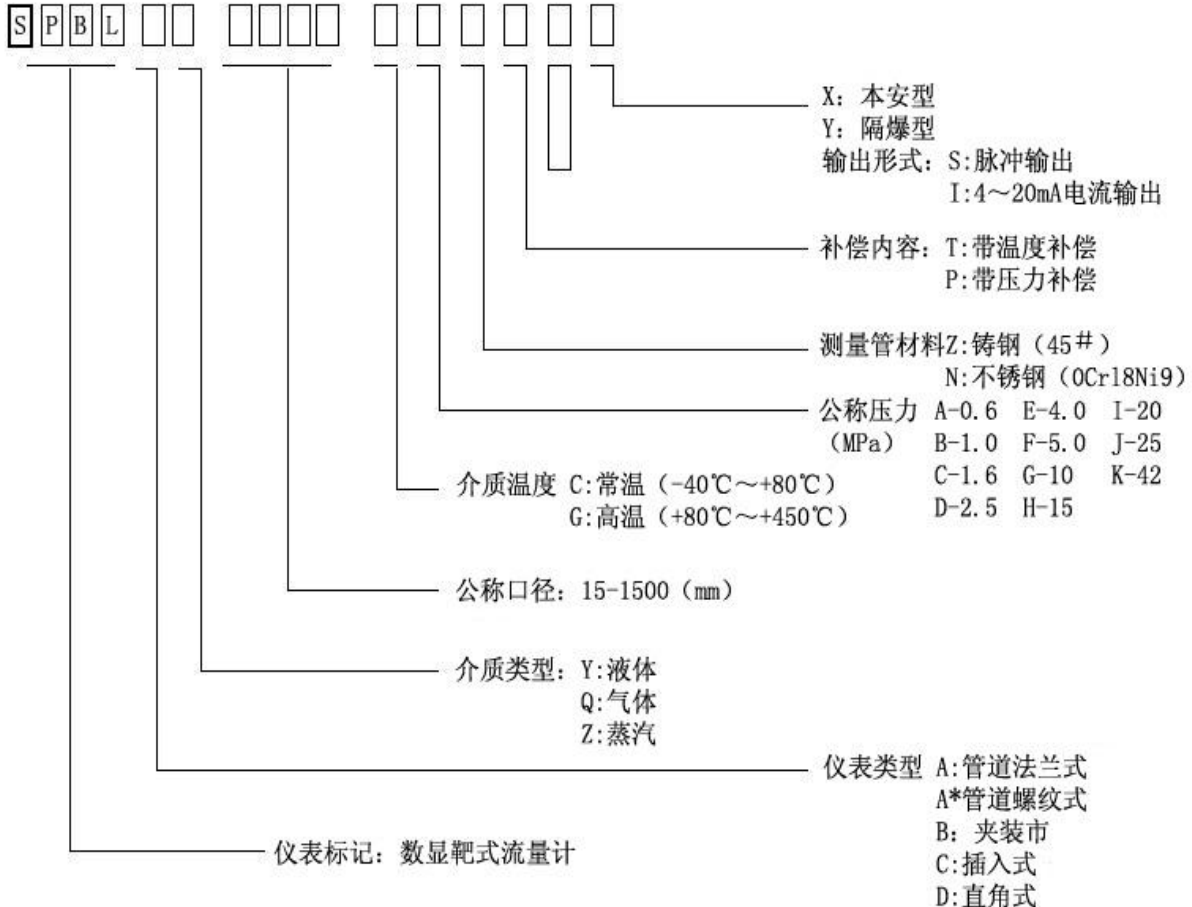 SPBL
X: 本安型
Y: 隔爆型
输出形式: S:脉冲输出
I:4～20mA电流输出
补偿内容: T:带温度补偿
P:带压力补偿
测量管材料Z:铸钢（45#）
N:不锈钢（0Crl8Ni9）
公称压力 A-0.6 E-4.0 I-20
（MPa） B-1.0 F-5.0 J-25
C-1.6 G-10 K-42
D-2.5 H-15
介质温度 C:常温（-40℃～+80℃）
G:高温（+80℃～+450℃）
公称口径: 15-1500（mm）
介质类型: Y:液体
Q:气体
Z:蒸汽
仪表类型 A:管道法兰式
A*管道螺纹式
B: 夹装市
C:插入式
D:直角式
仪表标记: 数显靶式流量计